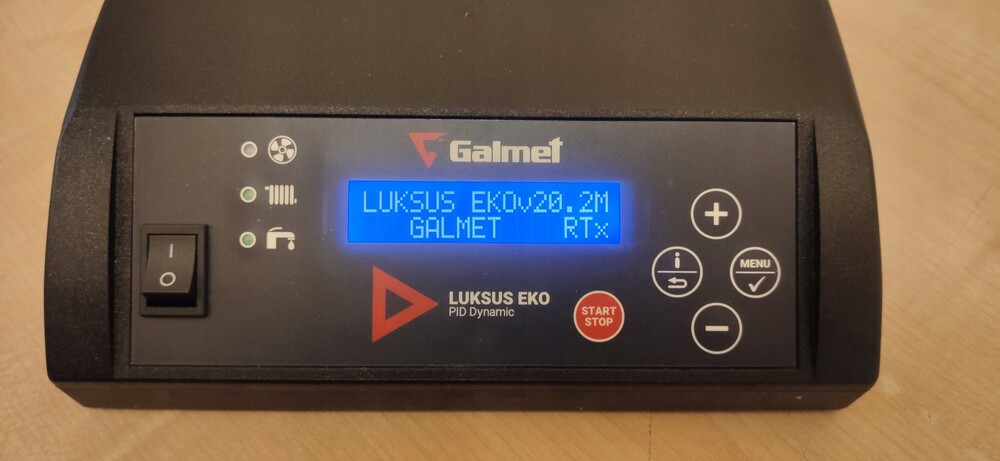 Galmet
LUKSUS EKOv20.2M
GALMET RTx
LUKSUS EKO
PID Dynamic
START
STOP
+
i
MENU
−
I
O